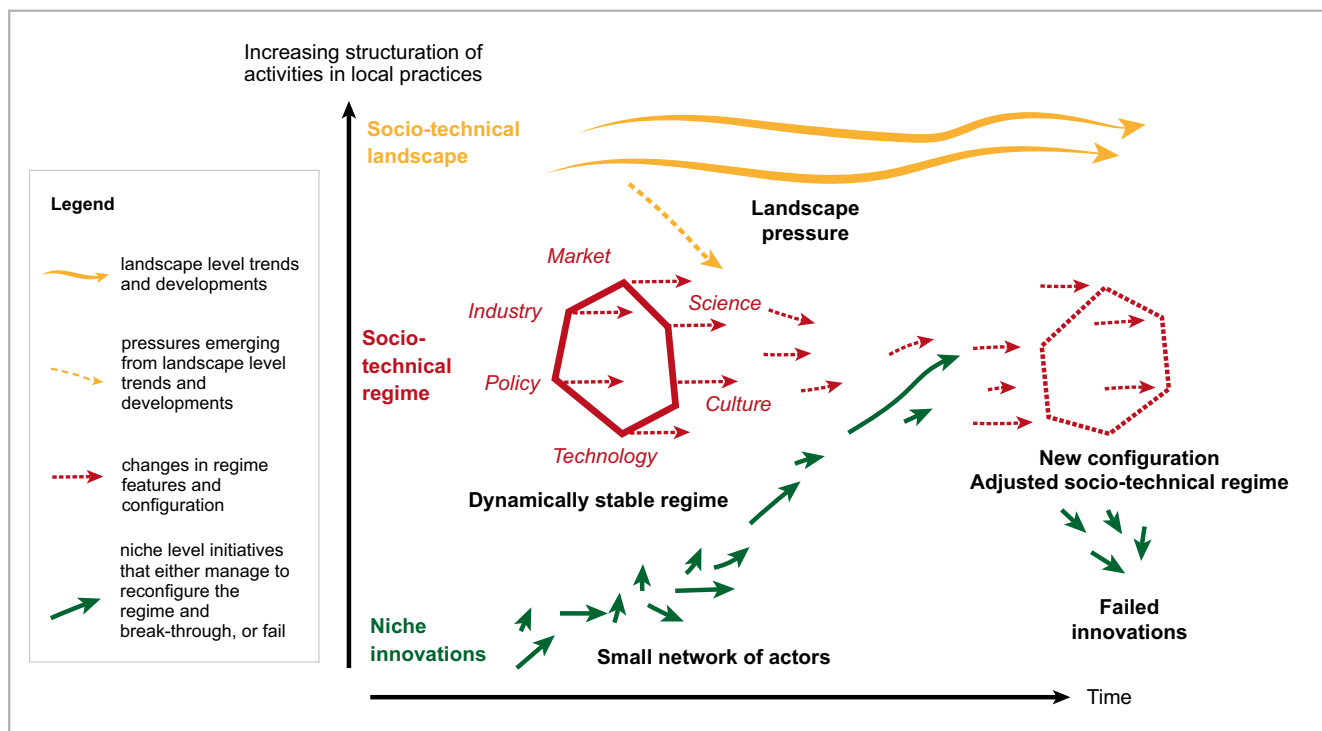 Increasing structuration of
activities in local practices
Socio-technical
landscape
Landscape
pressure
Legend
landscape level trends
and developments
pressures emerging
from landscape level
trends and
developments
changes in regime
features and
configuration
niche level initiatives
that either manage to
reconfigure the
regime and
break-through, or fail
Socio-
technical
regime
Market
Industry
Science
Policy
Culture
Technology
Dynamically stable regime
New configuration
Adjusted socio-technical regime
Niche
innovations
Small network of actors
Failed
innovations
Time